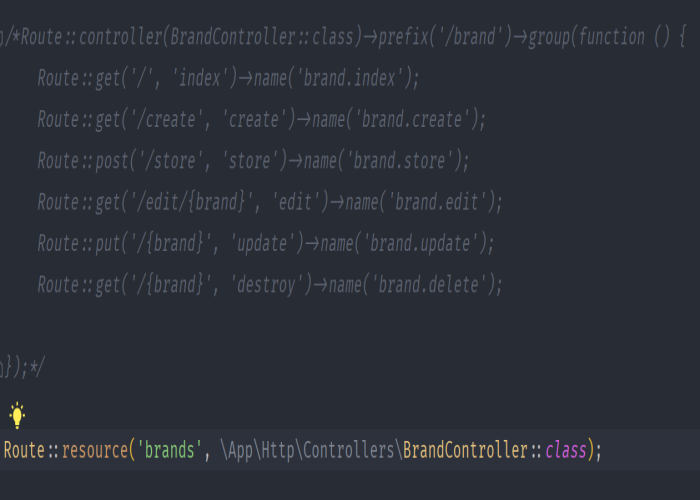 /*Route::controller(BrandController::class)->prefix('/brand')->group(function () {
Route::get('/', 'index')->name('brand.index');
Route::get('/create', 'create')->name('brand.create');
Route::post('/store', 'store')->name('brand.store');
Route::get('/edit/{brand}', 'edit')->name('brand.edit');
Route::put('/{brand}', 'update')->name('brand.update');
Route::get('/{brand}', 'destroy')->name('brand.delete');
});*/
Route::resource('brands', \App\Http\Controllers\BrandController::class);